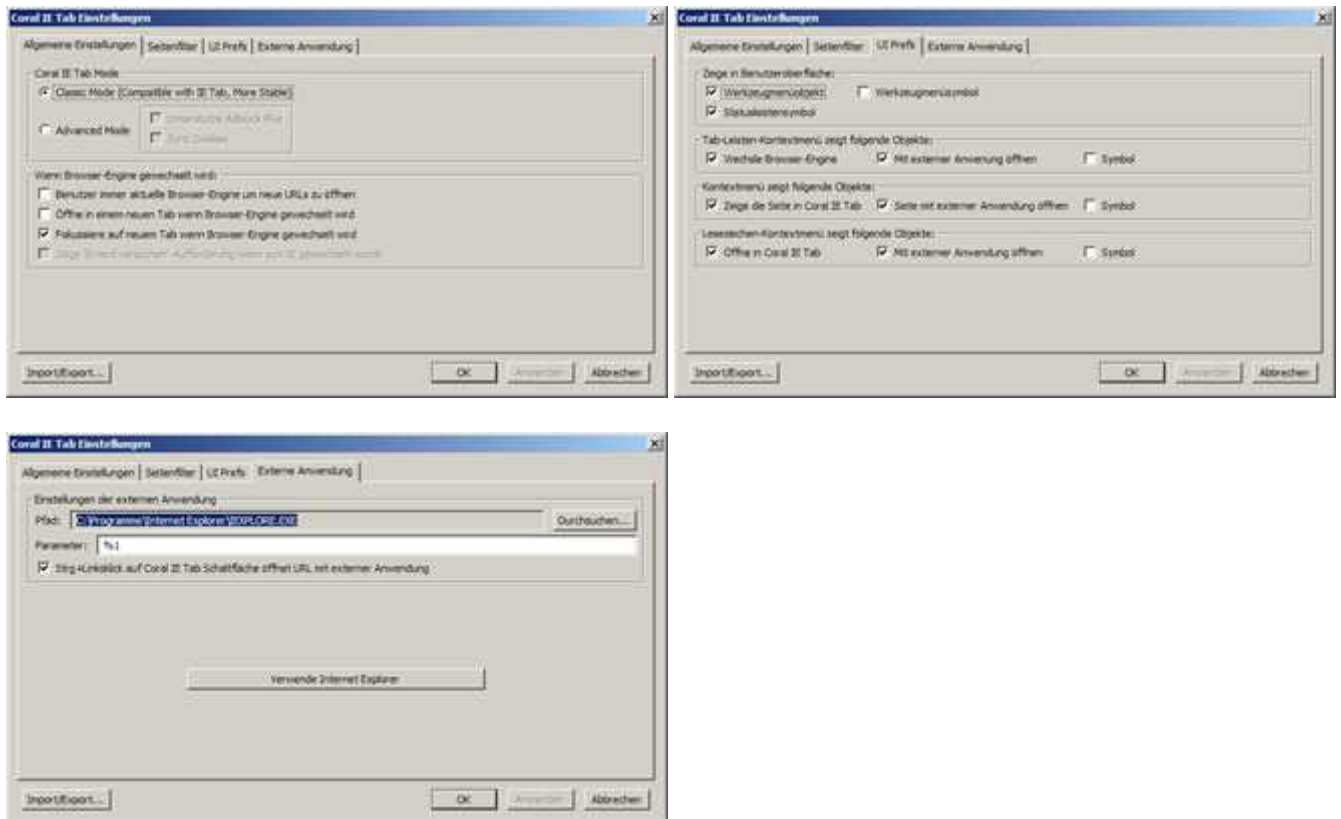 Coral IE Tab Einstellungen
Allgemeine Einstellungen Seitenfilter UI Prefs Externe Anwendung
Coral IE Tab Mode
Classic Mode (Compatible with IE Tab, More Stable)
Advanced Mode
Unterstütze Adblock Plus
Sync Cookies
Wenn Browser-Engine gewechselt wird:
Benutzer immer aktuelle Browser-Engine um neue URLs zu öffnen
Öffne in einem neuen Tab wenn Browser-Engine gewechselt wird
Fokussiere auf neuen Tab wenn Browser-Engine gewechselt wird
Import/Export... OK Anwenden Abbrechen
Coral IE Tab Einstellungen
Allgemeine Einstellungen Seitenfilter UI Prefs Externe Anwendung
Zeige in Benutzeroberfläche:
Werkzeugmenüobjekt Werkzeugmenüsymbol
Statusleistensymbol
Tab-Leisten-Kontextmenü zeigt folgende Objekte:
Wechsle Browser-Engine Mit externer Anwenung öffnen Symbol
Kontextmenü zeigt folgende Objekte:
Zeige die Seite in Coral IE Tab Seite mit externer Anwendung öffnen Symbol
Lesezeichen-Kontextmenü zeigt folgende Objekte:
Öffne in Coral IE Tab Mit externer Anwendung öffnen Symbol
Import/Export... OK Anwenden Abbrechen
Coral IE Tab Einstellungen
Allgemeine Einstellungen Seitenfilter UI Prefs Externe Anwendung
Einstellungen der externen Anwendung
Pfad: C:\Programme\Internet Explorer\IEXPLORE.EXE Durchsuchen...
Parameter: %1
Strg+Linksklick auf Coral IE Tab Schaltfläche öffnet URL mit externer Anwendung
Verwende Internet Explorer
Import/Export... OK Anwenden Abbrechen